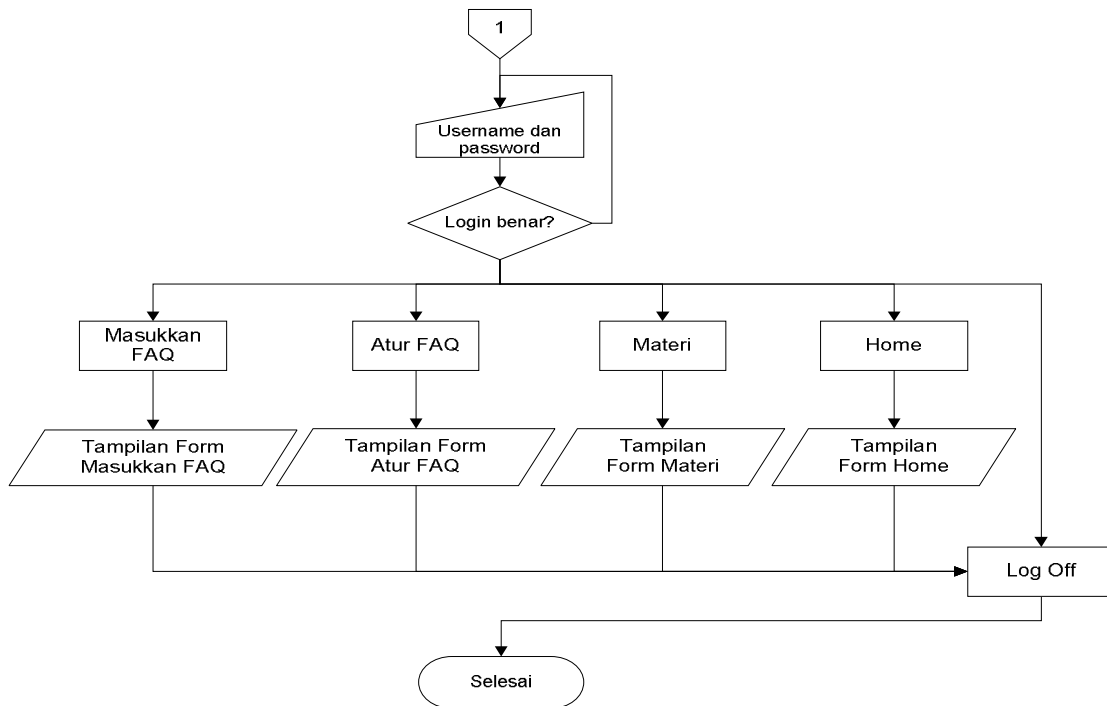 1
Username dan
password
Login benar?
Masukkan
FAQ
Atur FAQ
Materi
Home
Tampilan Form
Masukkan FAQ
Tampilan Form
Atur FAQ
Tampilan
Form Materi
Tampilan
Form Home
Log Off
Selesai